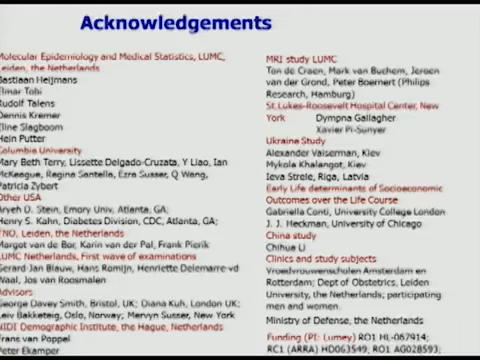 Acknowledgements
Molecular Epidemiology and Medical Statistics, LUMC,
Leiden, the Netherlands
Bastiaan Heijmans
Elmar Tobi
Rudolf Talens
Dennis Kremer
Eline Slagboom
Hein Putter
Columbia University
Mary Beth Terry, Lissette Delgado-Cruzata, Y Liao, Ian
McKeague, Regina Santella, Ezra Susser, Q Wang,
Patricia Zybert
Other USA
Aryeh D. Stein, Emory Univ, Atlanta, GA;
Henry S. Kahn, Diabetes Division, CDC, Atlanta, GA;
TNO, Leiden, the Netherlands
Margot van de Bor, Karin van der Pal, Frank Pierik
LUMC Netherlands, First wave of examinations
Gerard Jan Blauw, Hans Romijn, Henriette Delemarre-vd
Waal, Jos van Roosmalen
Advisors
George Davey Smith, Bristol, UK; Diana Kuh, London UK;
Leiv Bakketeig, Oslo, Norway; Mervyn Susser, New York
NIDI Demographic Institute, the Hague, Netherlands
Frans van Poppel
Peter Ekamper
MRI study LUMC
Ton de Craen, Mark van Buchem, Jeroen
van der Grond, Peter Boernert (Philips
Research, Hamburg)
St.Lukes-Roosevelt Hospital Center, New
York Dympna Gallagher
Xavier Pi-Sunyer
Ukraine Study
Alexander Vaiserman, Kiev
Mykola Khalangot, Kiev
Ieva Strele, Riga, Latvia
Early Life determinants of Socioeconomic
Outcomes over the Life Course
Gabriella Conti, University College London
J. J. Heckman, University of Chicago
China study
Chihua Li
Clinics and study subjects
Vroedvrouwenscholen Amsterdam en
Rotterdam; Dept of Obstetrics, Leiden
University, the Netherlands; participating
men and women.
Ministry of Defense, the Netherlands
Funding (PI: Lumey) RO1 HL-067914;
RC1 (ARRA) HD063549; RO1 AG028593;